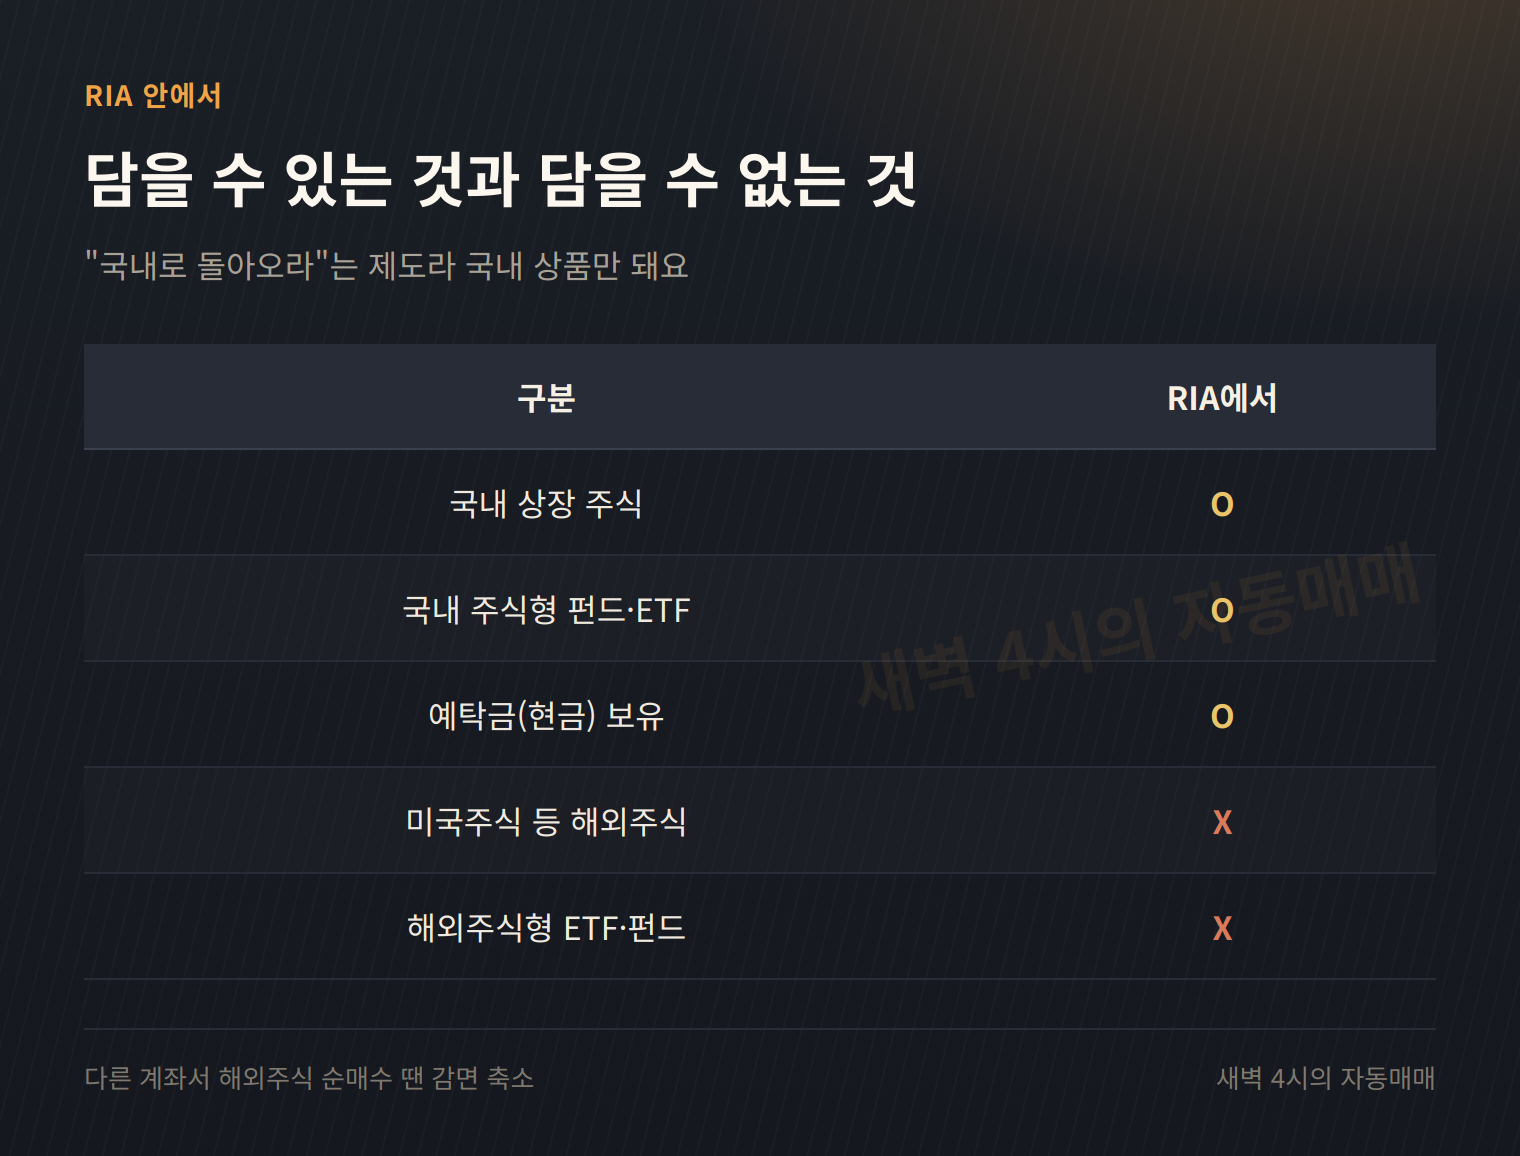 RIA 안에서
담을 수 있는 것과 담을 수 없는 것
"국내로 돌아오라"는 제도라 국내 상품만 돼요
구분 RIA에서
국내 상장 주식 O
국내 주식형 펀드·ETF O
예탁금(현금) 보유 O
미국주식 등 해외주식 X
해외주식형 ETF·펀드 X
새벽 4시의 자동매매
다른 계좌서 해외주식 순매수 땐 감면 축소
새벽 4시의 자동매매